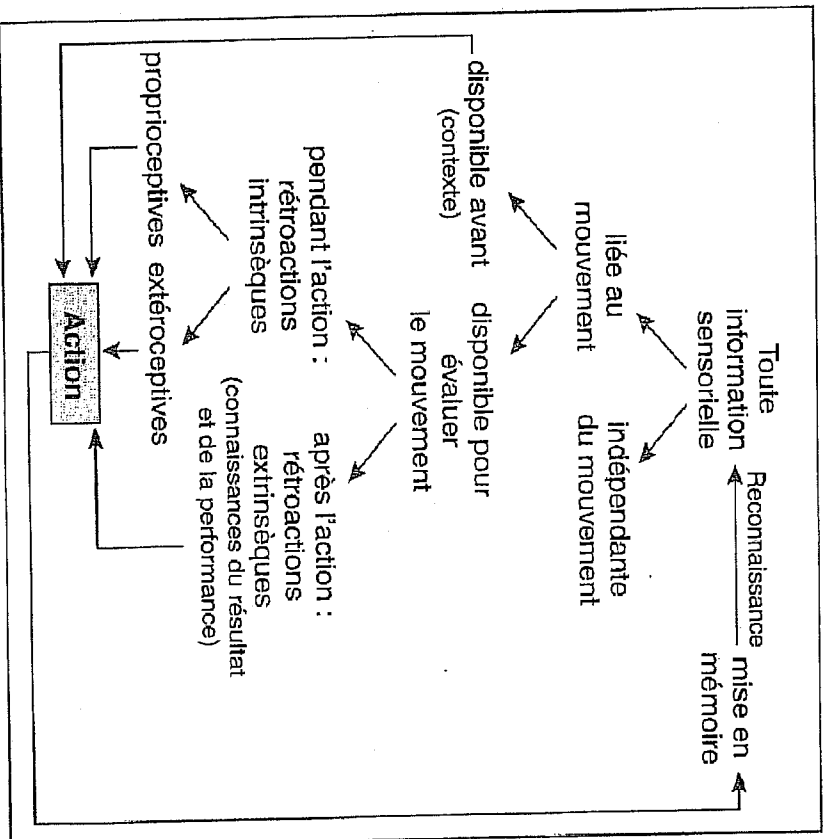 Toute
information
sensorielle
Reconnaissance
mise en
mémoire
liée au
mouvement
indépendante
du mouvement
disponible avant
(contexte)
disponible pour
évaluer
le mouvement
pendant l'action :
rétroactions
intrinsèques
après l'action :
rétroactions
extrinsèques
(connaissances du résultat
et de la performance)
proprioceptives
extéroceptives
Action